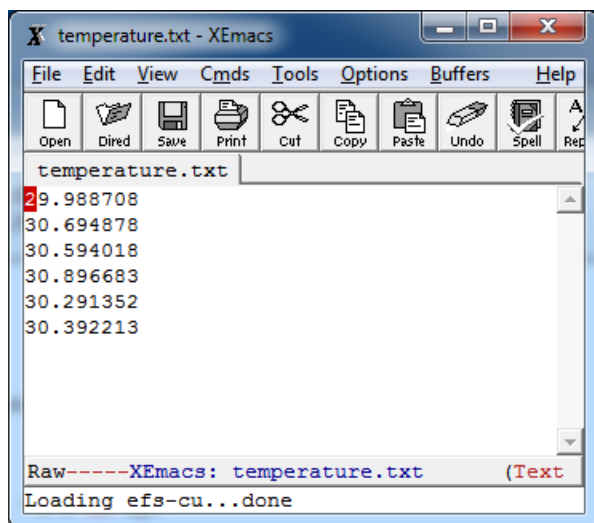 temperature.txt - XEmacs
File Edit View Cmds Tools Options Buffers Help
Open Dired Save Print Cut Copy Paste Undo Spell Rep
temperature.txt
29.988708
30.694878
30.594018
30.896683
30.291352
30.392213
Raw-----XEmacs: temperature.txt (Text
Loading efs-cu...done